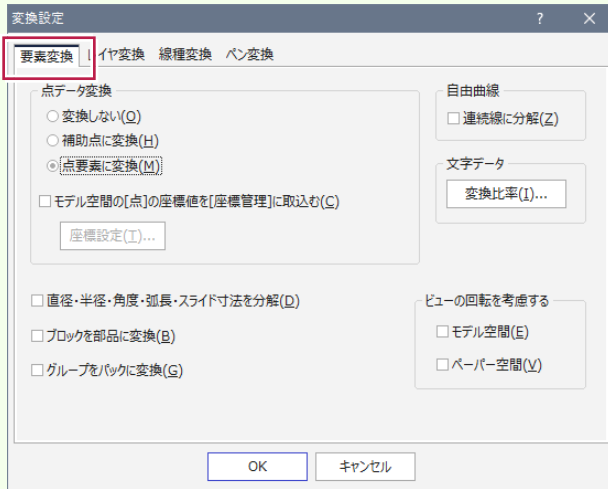 変換設定 ? ×
要素変換 レイヤ変換 線種変換 ペン変換
点データ変換
変換しない(O)
補助点に変換(H)
点要素に変換(M)
モデル空間の[点]の座標値を[座標管理]に取込む(C)
座標設定(T)...
自由曲線
連続線に分解(Z)
文字データ
変換比率(I)...
直径・半径・角度・弧長・スライド寸法を分解(D)
ブロックを部品に変換(B)
グループをパックに変換(G)
ビューの回転を考慮する
モデル空間(E)
ペーパー空間(V)
OK キャンセル